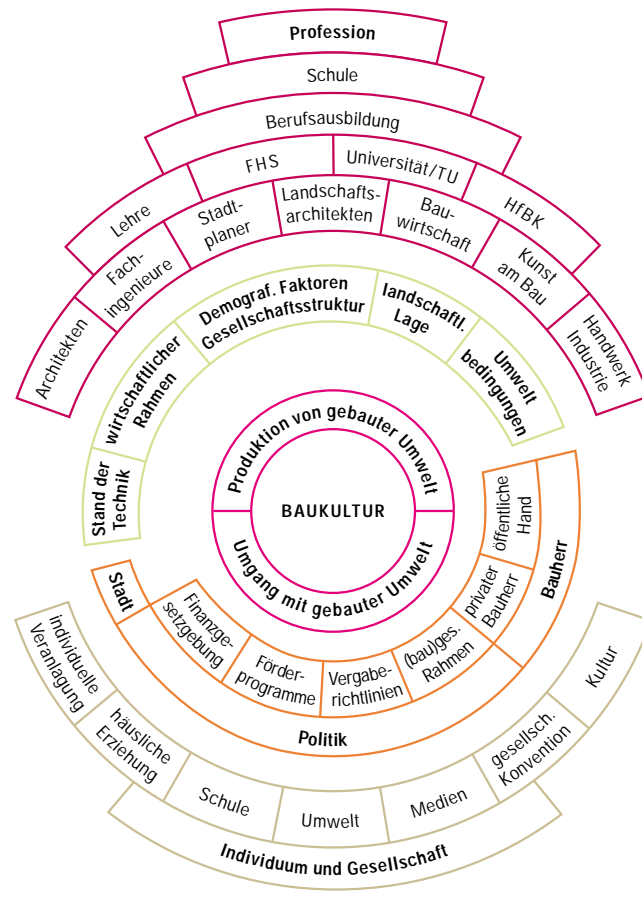 Profession
Schule
Berufsausbildung
Lehre
FHS
Universität/TU
HfBK
Architekten
Fach-
ingenieure
Stadt-
planer
Landschafts-
architekten
Bau-
wirtschaft
Kunst
am Bau
Handwerk
Industrie
Stand der
Technik
wirtschaftlicher
Rahmen
Demograf. Faktoren
Gesellschaftsstruktur
landschaftl.
Lage
Umwelt
bedingungen
Produktion von gebauter Umwelt
BAUKULTUR
Umgang mit gebauter Umwelt
Stadt
Finanzge-
setzgebung
Förder-
programme
Vergabe-
richtlinien
(bau)ges.
Rahmen
privater
Bauherr
öffentliche
Hand
Bauherr
Politik
individuelle
Veranlagung
häusliche
Erziehung
Schule
Umwelt
Medien
gesellsch.
Konvention
Kultur
Individuum und Gesellschaft